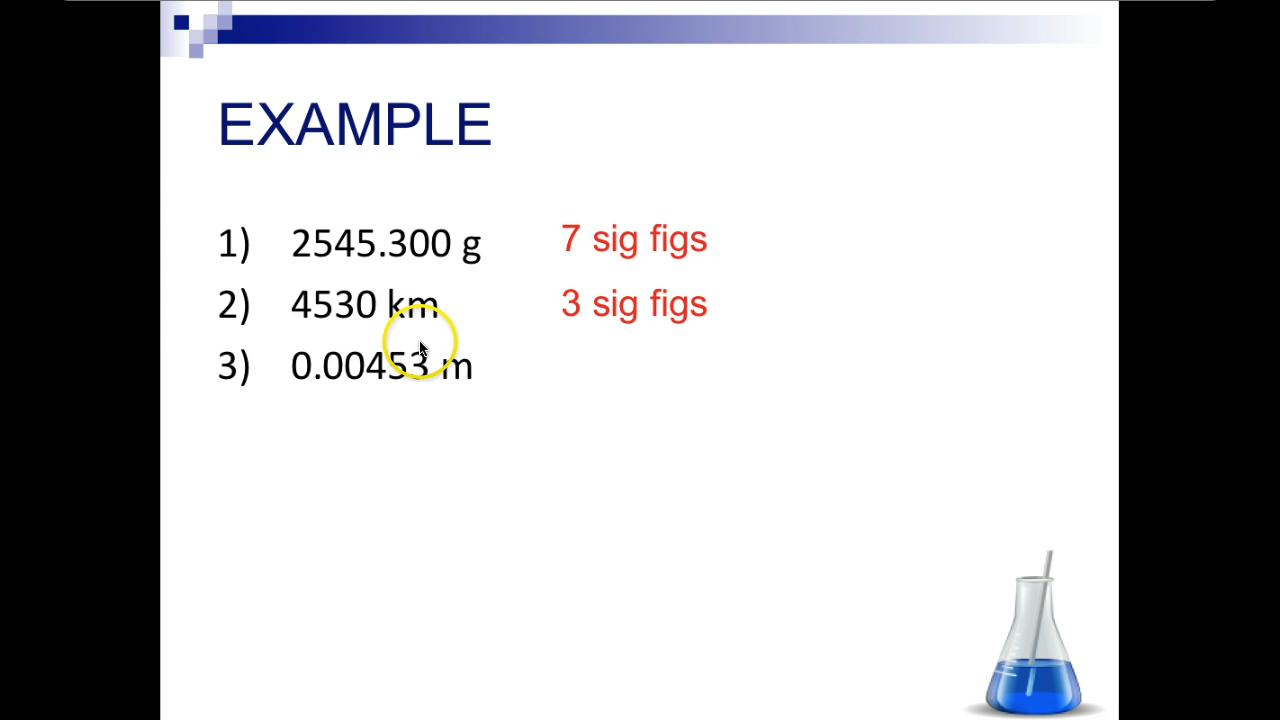 EXAMPLE
1) 2545.300 g 7 sig figs
2) 4530 km 3 sig figs
3) 0.00453 m